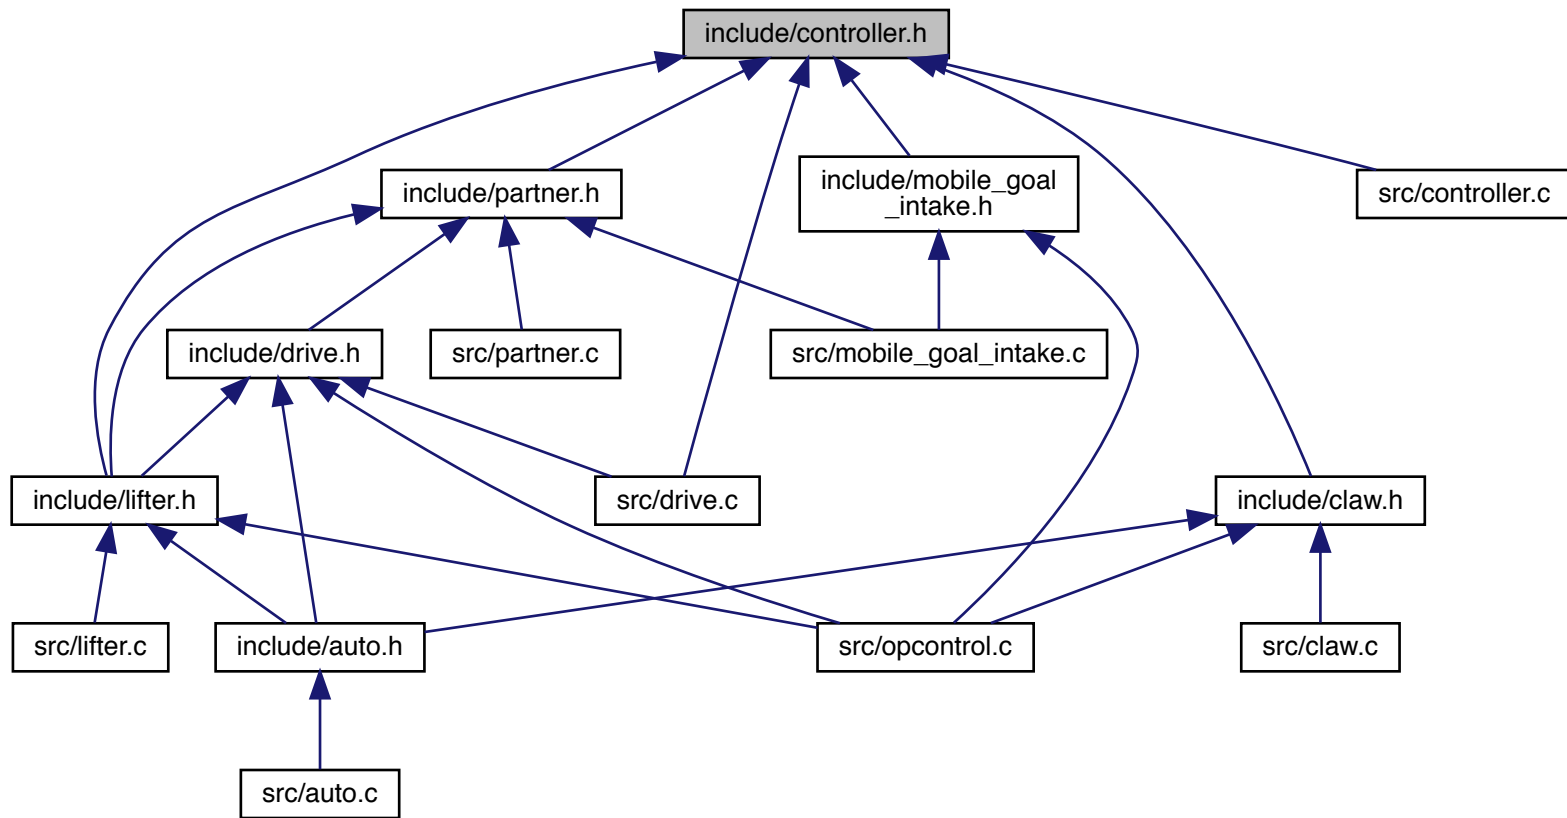 include/controller.h
include/partner.h
include/mobile_goal
_intake.h
src/controller.c
include/drive.h
src/partner.c
src/mobile_goal_intake.c
include/lifter.h
src/drive.c
include/claw.h
src/lifter.c
include/auto.h
src/opcontrol.c
src/claw.c
src/auto.c